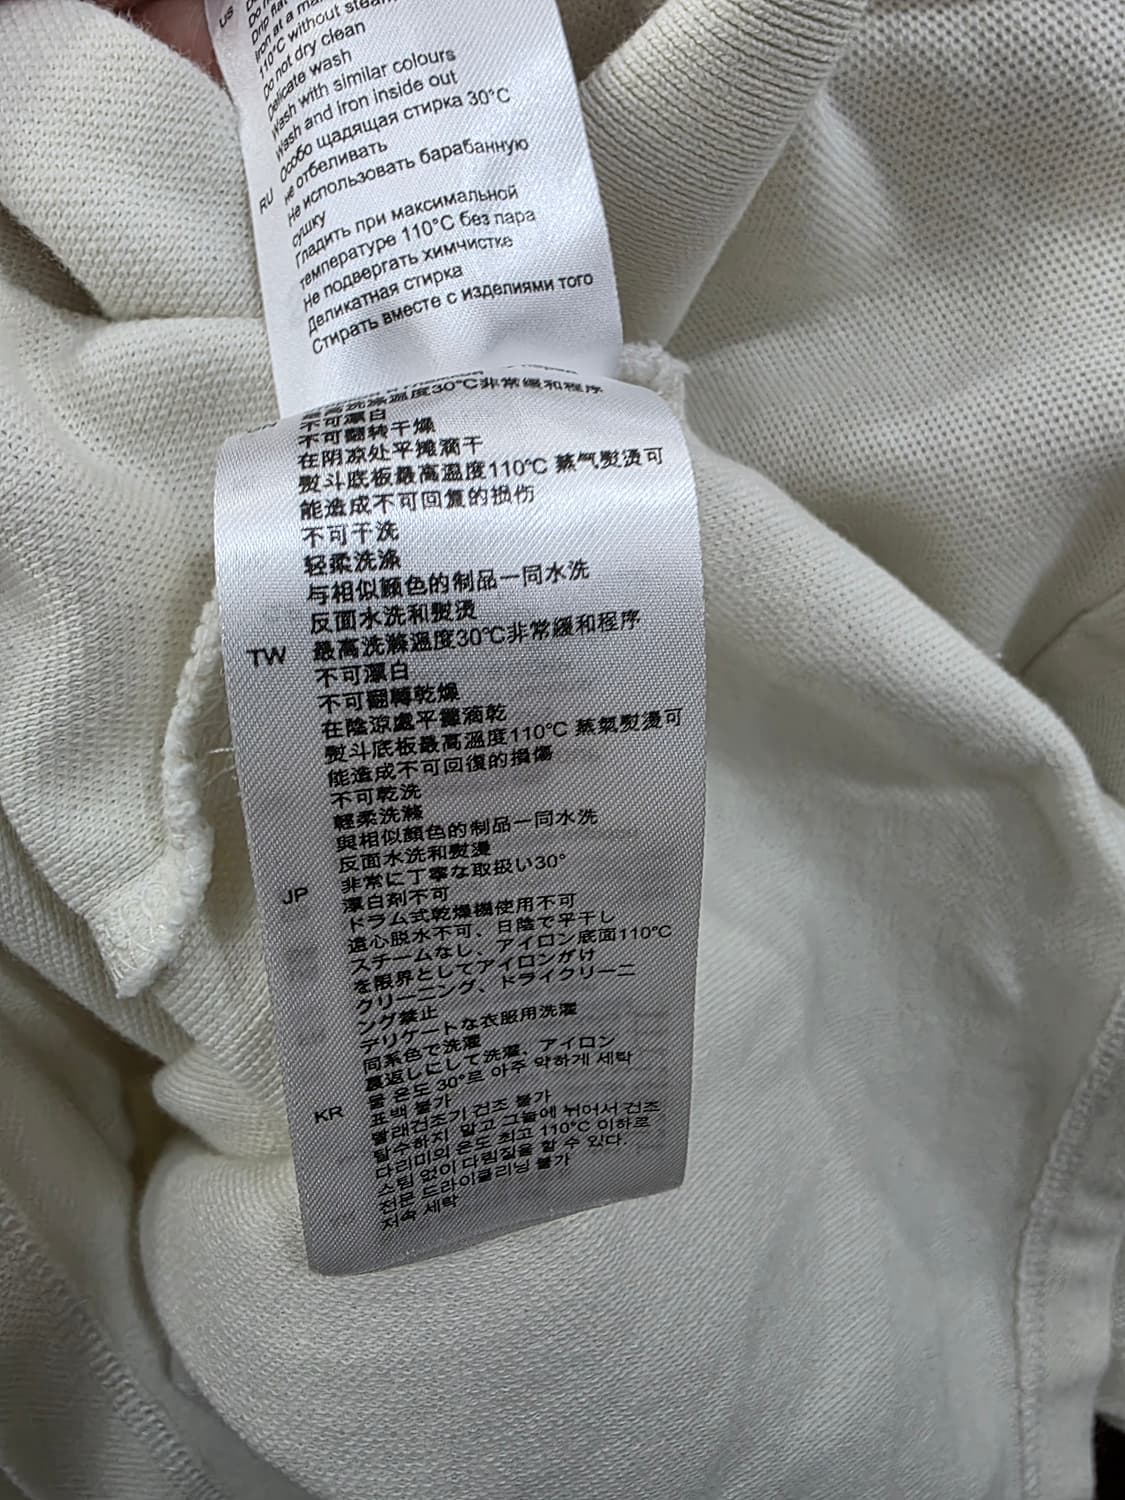 US
Drip flat
Iron at a
110°C without steam
Do not dry clean
Delicate wash
Wash with similar colours
Wash and iron inside out
RU Особо щадящая стирка 30°C
не отбеливать
Не использовать барабанную
сушку
Гладить при максимальной
температуре 110°C без пара
Не подвергать химчистке
Деликатная стирка
Стирать вместе с изделиями того
最高洗涤温度30°C非常缓和程序
不可漂白
不可翻转干燥
在阴凉处平摊滴干
熨斗底板最高温度110℃ 蒸气熨烫可
能造成不可回复的损伤
不可干洗
轻柔洗涤
与相似颜色的制品一同水洗
反面水洗和熨烫
TW 最高洗滌溫度30℃非常緩和程序
不可漂白
不可翻轉乾燥
在陰涼處平攤滴乾
熨斗底板最高溫度110℃ 蒸氣熨燙可
能造成不可回復的損傷
不可乾洗
輕柔洗滌
與相似顏色的制品一同水洗
反面水洗和熨燙
JP 非常に丁寧な取扱い30°
漂白剤不可
ドラム式乾燥機使用不可
遠心脱水不可、日陰で平干し
スチームなし、アイロン底面110℃
を限界としてアイロンがけ
クリーニング、ドライクリーニ
ング禁止
デリケートな衣服用洗濯
同系色で洗濯
裏返しにして洗濯、アイロン
KR 물 온도 30°로 아주 약하게 세탁
표백 불가
빨래건조기 건조 불가
탈수하지 말고 그늘에 뉘어서 건조
다리미의 온도 최고 110°C 이하로
스팀 없이 다림질을 할 수 있다.
전문 드라이클리닝 불가
저속 세탁